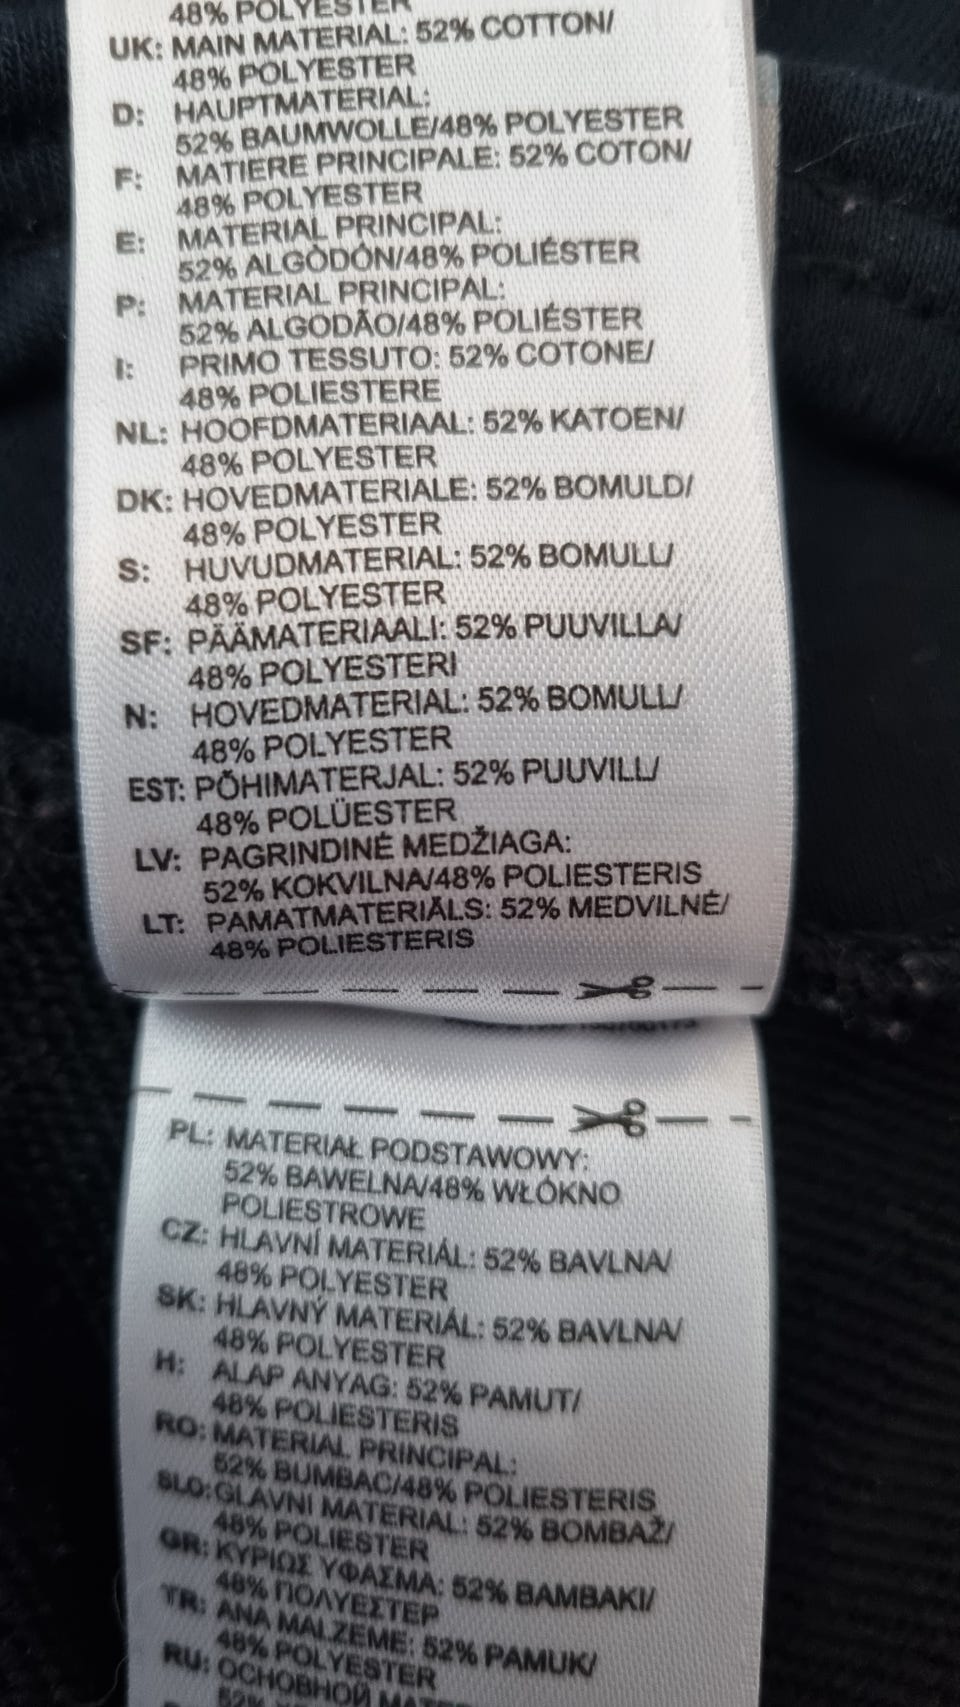 48% POLYESTER
UK: MAIN MATERIAL: 52% COTTON/
48% POLYESTER
D: HAUPTMATERIAL:
52% BAUMWOLLE/48% POLYESTER
F: MATIERE PRINCIPALE: 52% COTON/
48% POLYESTER
E: MATERIAL PRINCIPAL:
52% ALGÒDÓN/48% POLIÉSTER
P: MATERIAL PRINCIPAL:
52% ALGODÃO/48% POLIÉSTER
I: PRIMO TESSUTO: 52% COTONE/
48% POLIESTERE
NL: HOOFDMATERIAAL: 52% KATOEN/
48% POLYESTER
DK: HOVEDMATERIALE: 52% BOMULD/
48% POLYESTER
S: HUVUDMATERIAL: 52% BOMULL/
48% POLYESTER
SF: PÄÄMATERIAALI: 52% PUUVILLA/
48% POLYESTERI
N: HOVEDMATERIAL: 52% BOMULL/
48% POLYESTER
EST: PÕHIMATERJAL: 52% PUUVILL/
48% POLÜESTER
LV: PAGRINDINÉ MEDŽIAGA:
52% KOKVILNA/48% POLIESTERIS
LT: PAMATMATERIĀLS: 52% MEDVILNÉ/
48% POLIESTERIS
PL: MATERIAŁ PODSTAWOWY:
52% BAWELNA/48% WŁÓKNO
POLIESTROWE
CZ: HLAVNÍ MATERIÁL: 52% BAVLNA/
48% POLYESTER
SK: HLAVNÝ MATERIÁL: 52% BAVLNA/
48% POLYESTER
H: ALAP ANYAG: 52% PAMUT/
48% POLIESTERIS
RO: MATERIAL PRINCIPAL:
52% BUMBAC/48% POLIESTERIS
SLO: GLAVNI MATERIAL: 52% BOMBAŽ/
48% POLIESTER
GR: ΚΥΡΙΩΣ ΥΦΑΣΜΑ: 52% ΒΑΜΒΑΚΙ/
48% ΠΟΛΥΕΣΤΕΡ
TR: ANA MALZEME: 52% PAMUK/
48% POLYESTER
RU: ОСНОВНОЙ
52%